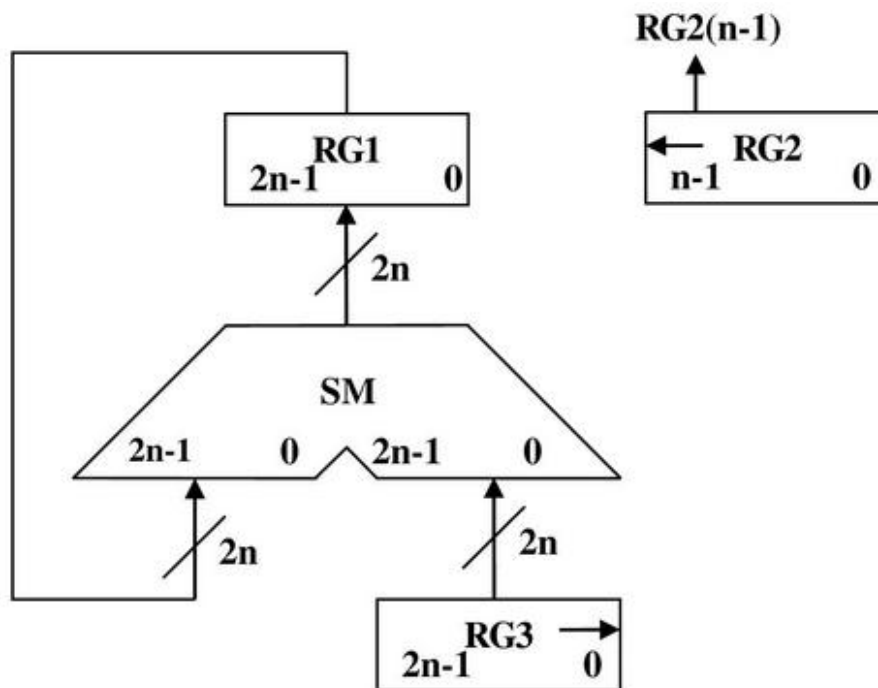 RG2(n-1)
RG1
2n-1 0
RG2
n-1 0
2n
SM
2n-1 0 2n-1 0
2n 2n
RG3
2n-1 0